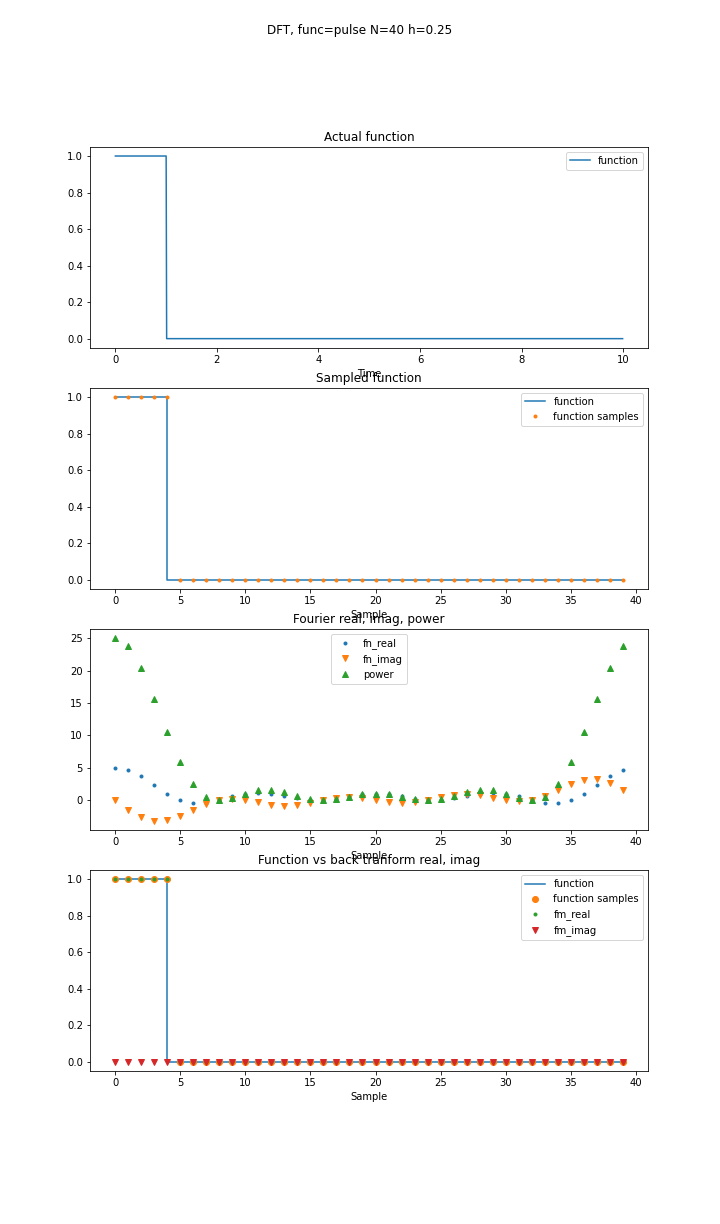 DFT, func=pulse N=40 h=0.25
Actual function
1.0
0.8
0.6
0.4
0.2
0.0
function
0 2 4 6 8 10
Time
Sampled function
1.0
0.8
0.6
0.4
0.2
0.0
function
function samples
0 5 10 15 20 25 30 35 40
Sample
Fourier real, imag, power
25
20
15
10
5
0
fn_real
fn_imag
power
0 5 10 15 20 25 30 35 40
Sample
Function vs back tranform real, imag
1.0
0.8
0.6
0.4
0.2
0.0
function
function samples
fm_real
fm_imag
0 5 10 15 20 25 30 35 40
Sample